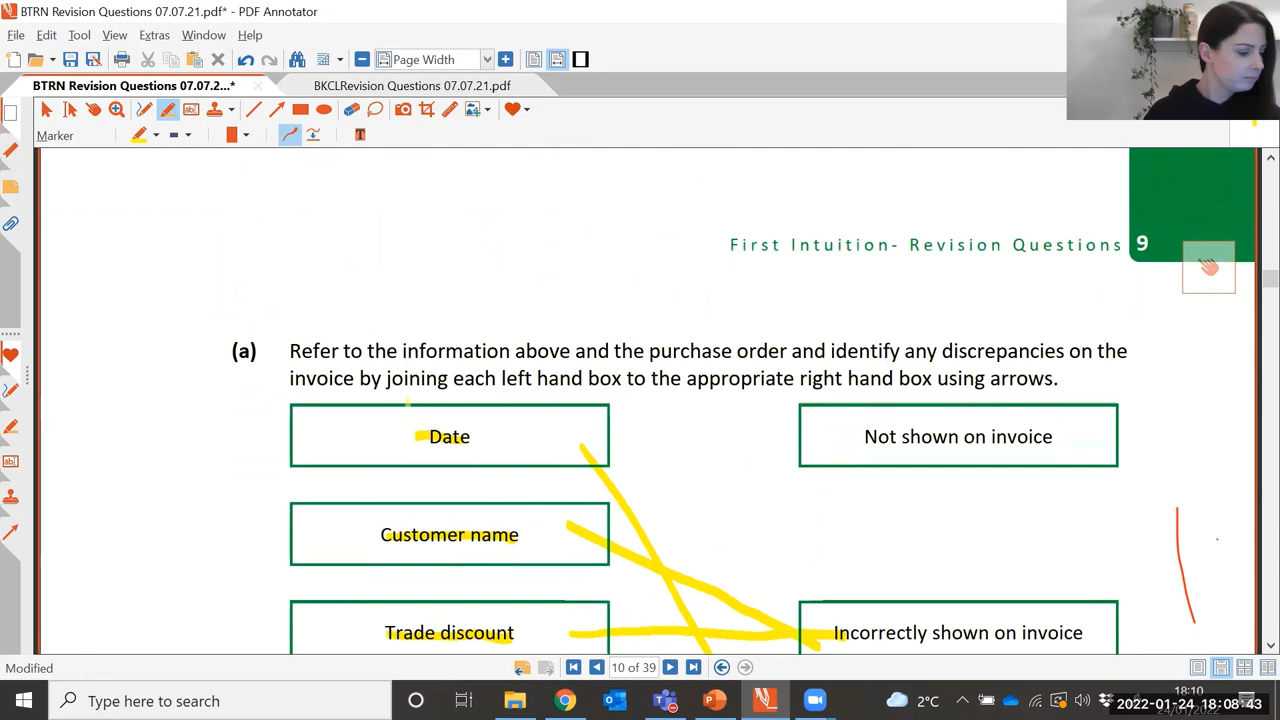 BTRN Revision Questions 07.07.21.pdf* - PDF Annotator
File Edit Tool View Extras Window Help
Page Width
BTRN Revision Questions 07.07.2...* BKCLRevision Questions 07.07.21.pdf
Marker
First Intuition- Revision Questions 9
(a) Refer to the information above and the purchase order and identify any discrepancies on the
invoice by joining each left hand box to the appropriate right hand box using arrows.
Date Not shown on invoice
Customer name
Trade discount Incorrectly shown on invoice
Modified 10 of 39
Type here to search 2°C 18:10
2022-01-24 18:08:43